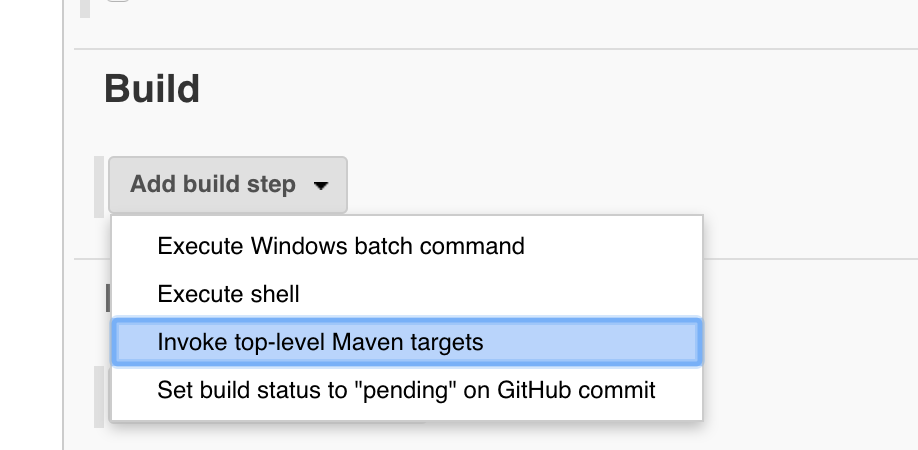 Build
Add build step
Execute Windows batch command
Execute shell
Invoke top-level Maven targets
Set build status to "pending" on GitHub commit